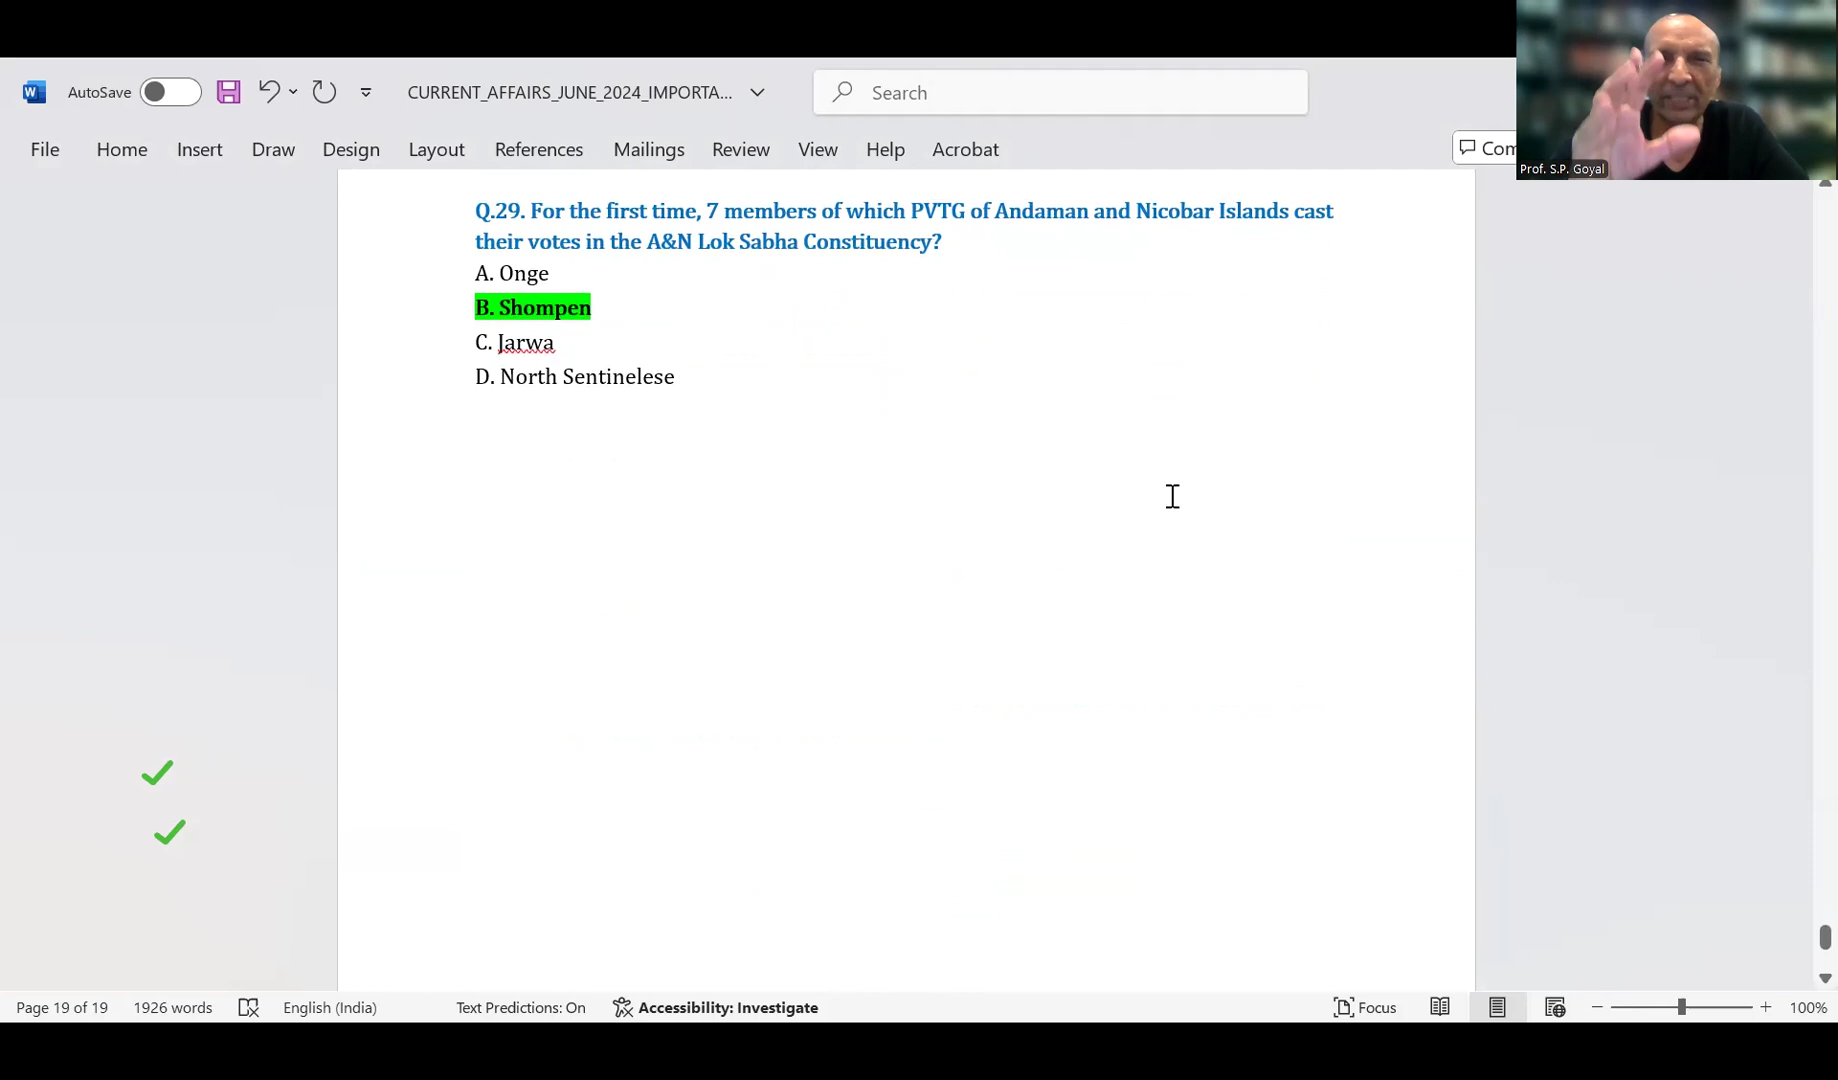 AutoSave
CURRENT_AFFAIRS_JUNE_2024_IMPORTA...
Search
File Home Insert Draw Design Layout References Mailings Review View Help Acrobat
Com
Prof. S.P. Goyal
Q.29. For the first time, 7 members of which PVTG of Andaman and Nicobar Islands cast
their votes in the A&N Lok Sabha Constituency?
A. Onge
B. Shompen
C. Jarwa
D. North Sentinelese
Page 19 of 19 1926 words English (India) Text Predictions: On Accessibility: Investigate Focus 100%